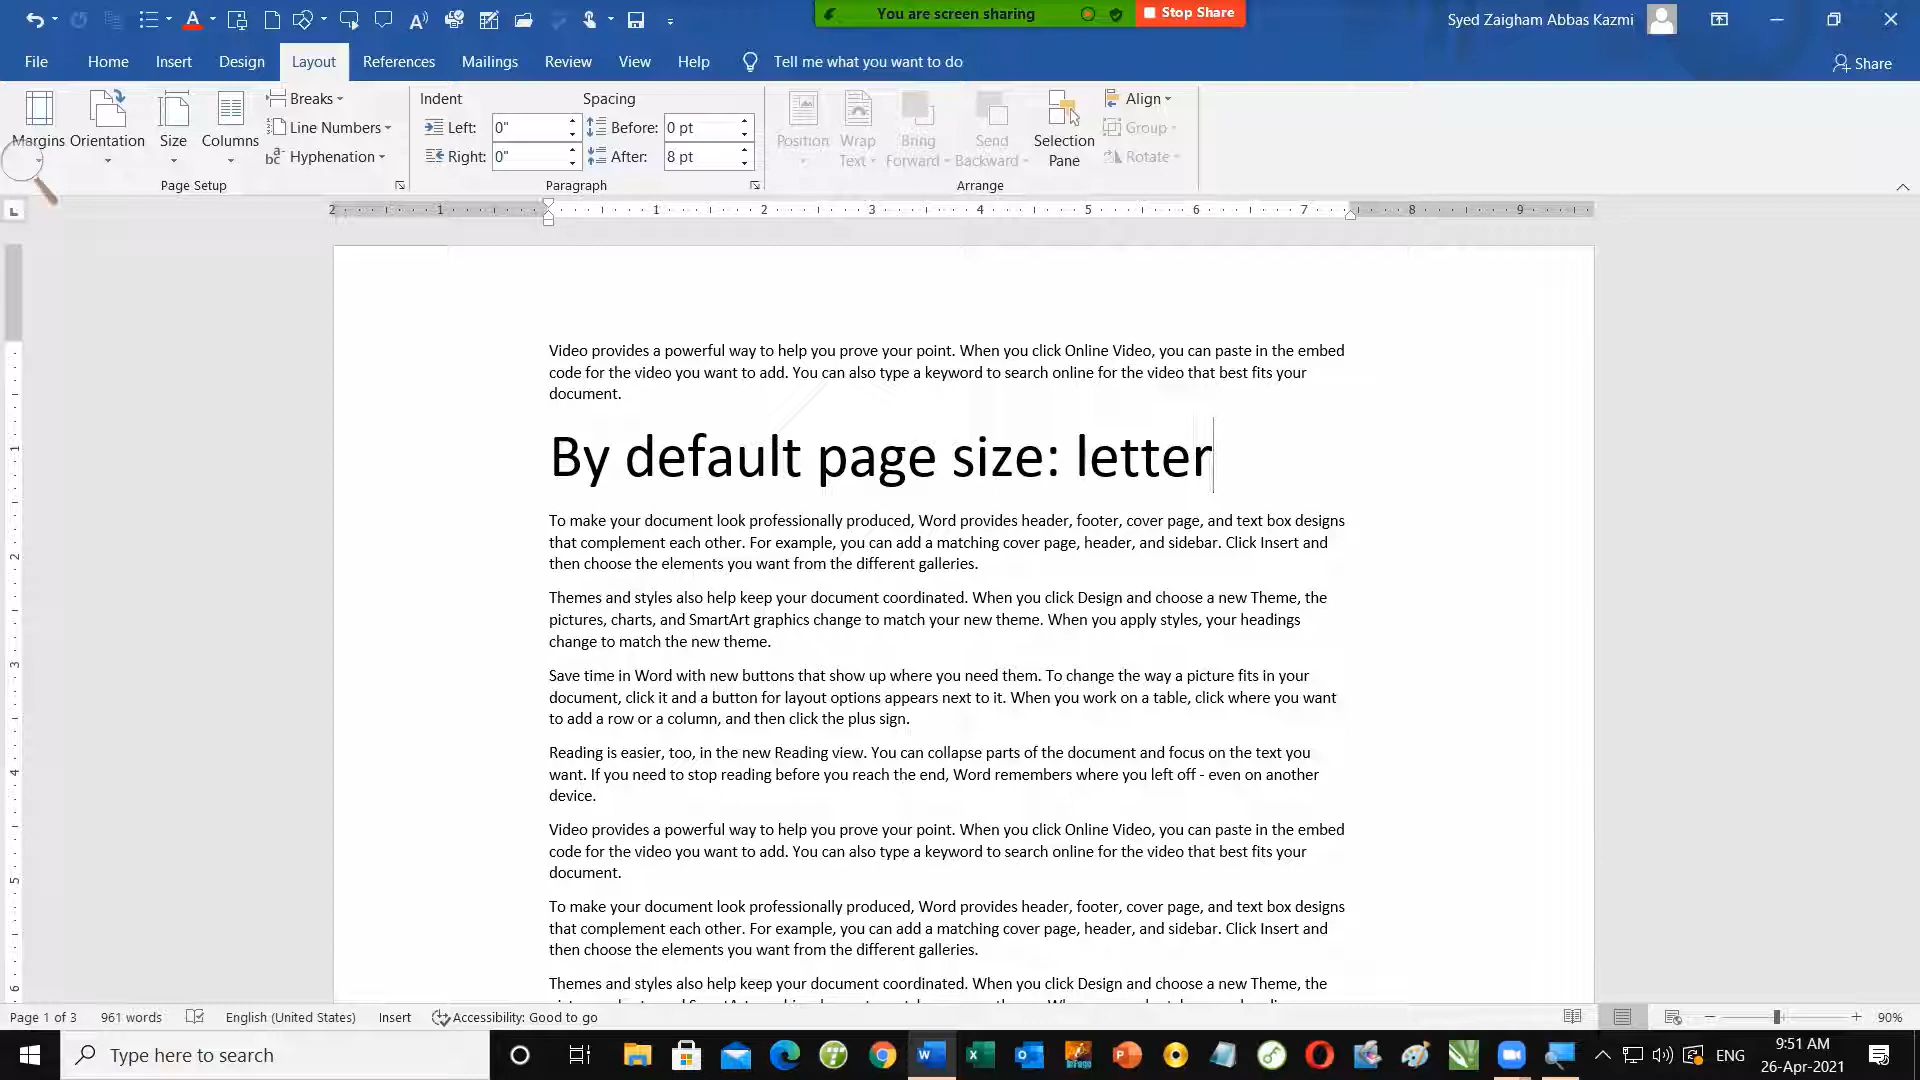 You are screen sharing
Stop Share
Syed Zaigham Abbas Kazmi
File Home Insert Design Layout References Mailings Review View Help Tell me what you want to do
Share
Margins Orientation Size Columns
Breaks
Line Numbers
Hyphenation
Page Setup
Indent Spacing
Left: 0" Before: 0 pt
Right: 0" After: 8 pt
Paragraph
Position
Wrap Text
Bring Forward
Send Backward
Selection Pane
Align
Group
Rotate
Arrange
2 1 1 2 3 4 5 6 7 8 9
Video provides a powerful way to help you prove your point. When you click Online Video, you can paste in the embed
code for the video you want to add. You can also type a keyword to search online for the video that best fits your
document.
By default page size: letter
To make your document look professionally produced, Word provides header, footer, cover page, and text box designs
that complement each other. For example, you can add a matching cover page, header, and sidebar. Click Insert and
then choose the elements you want from the different galleries.
Themes and styles also help keep your document coordinated. When you click Design and choose a new Theme, the
pictures, charts, and SmartArt graphics change to match your new theme. When you apply styles, your headings
change to match the new theme.
Save time in Word with new buttons that show up where you need them. To change the way a picture fits in your
document, click it and a button for layout options appears next to it. When you work on a table, click where you want
to add a row or a column, and then click the plus sign.
Reading is easier, too, in the new Reading view. You can collapse parts of the document and focus on the text you
want. If you need to stop reading before you reach the end, Word remembers where you left off - even on another
device.
Video provides a powerful way to help you prove your point. When you click Online Video, you can paste in the embed
code for the video you want to add. You can also type a keyword to search online for the video that best fits your
document.
To make your document look professionally produced, Word provides header, footer, cover page, and text box designs
that complement each other. For example, you can add a matching cover page, header, and sidebar. Click Insert and
then choose the elements you want from the different galleries.
Themes and styles also help keep your document coordinated. When you click Design and choose a new Theme, the
1
2
3
4
5
6
Page 1 of 3 961 words English (United States) Insert Accessibility: Good to go 90%
Type here to search
ENG
9:51 AM
26-Apr-2021